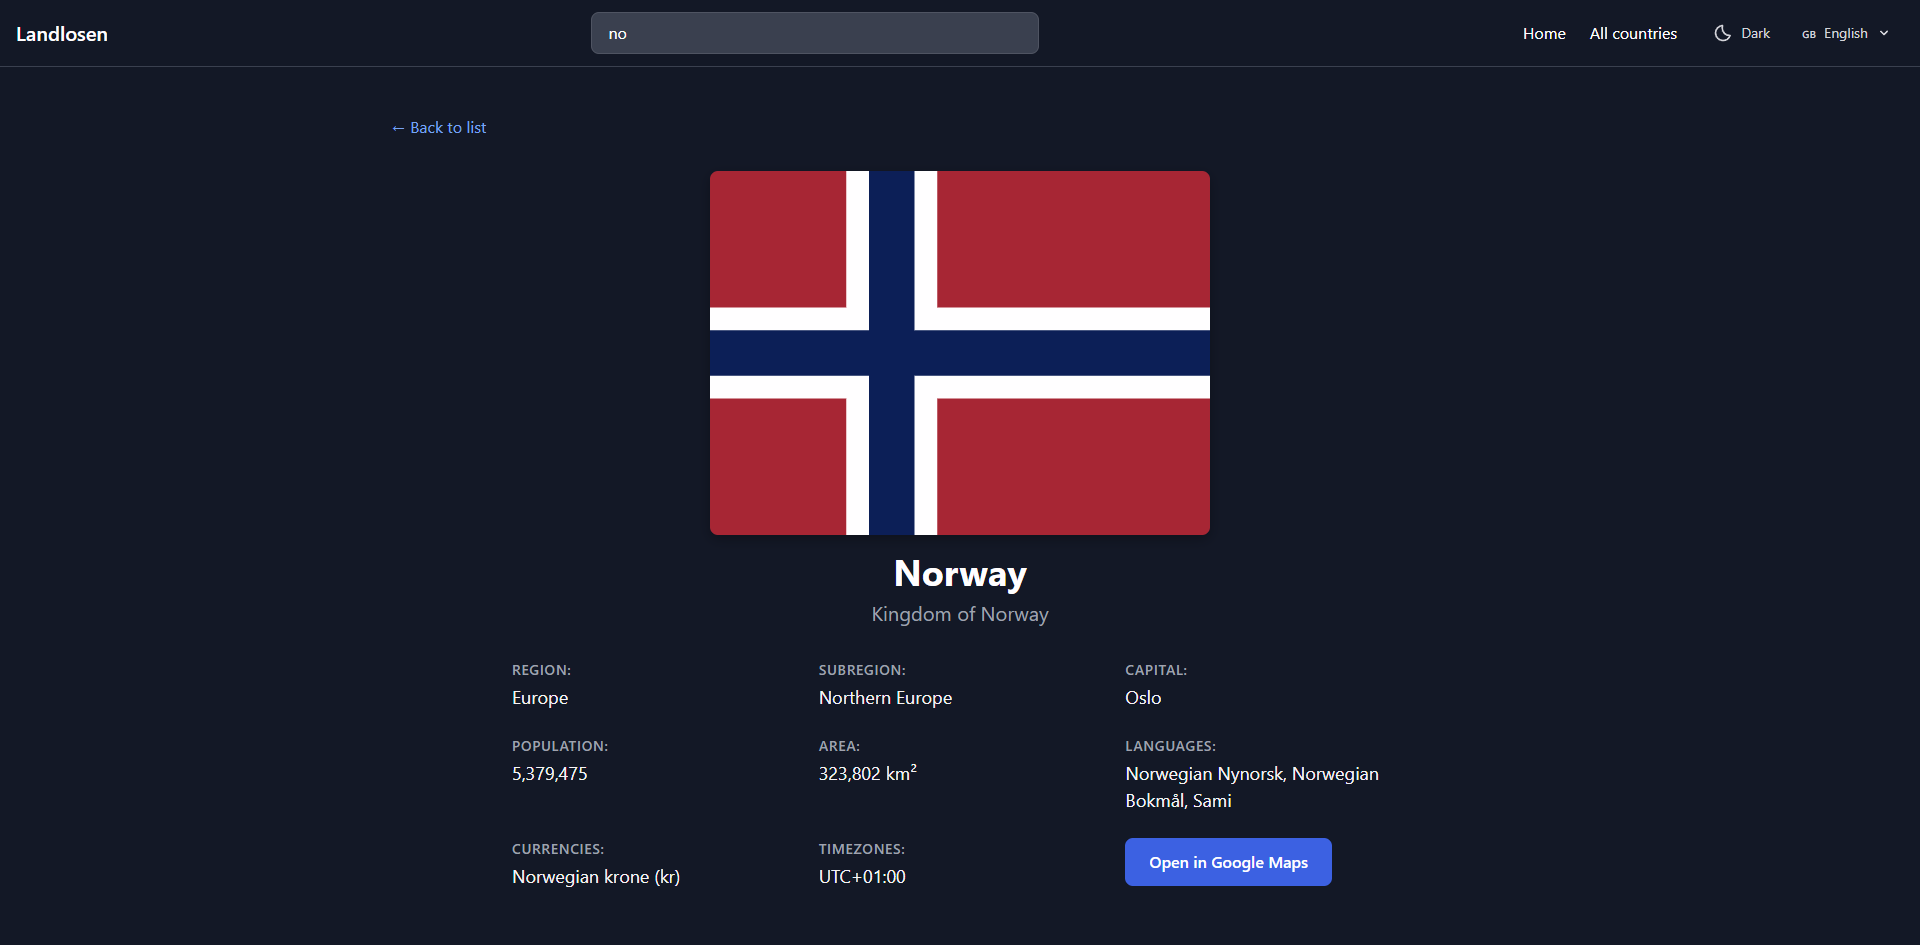 Landlosen
no
Home
All countries
Dark
GB English
← Back to list
Norway
Kingdom of Norway
REGION:
Europe
SUBREGION:
Northern Europe
CAPITAL:
Oslo
POPULATION:
5,379,475
AREA:
323,802 km²
LANGUAGES:
Norwegian Nynorsk, Norwegian
Bokmål, Sami
CURRENCIES:
Norwegian krone (kr)
TIMEZONES:
UTC+01:00
Open in Google Maps